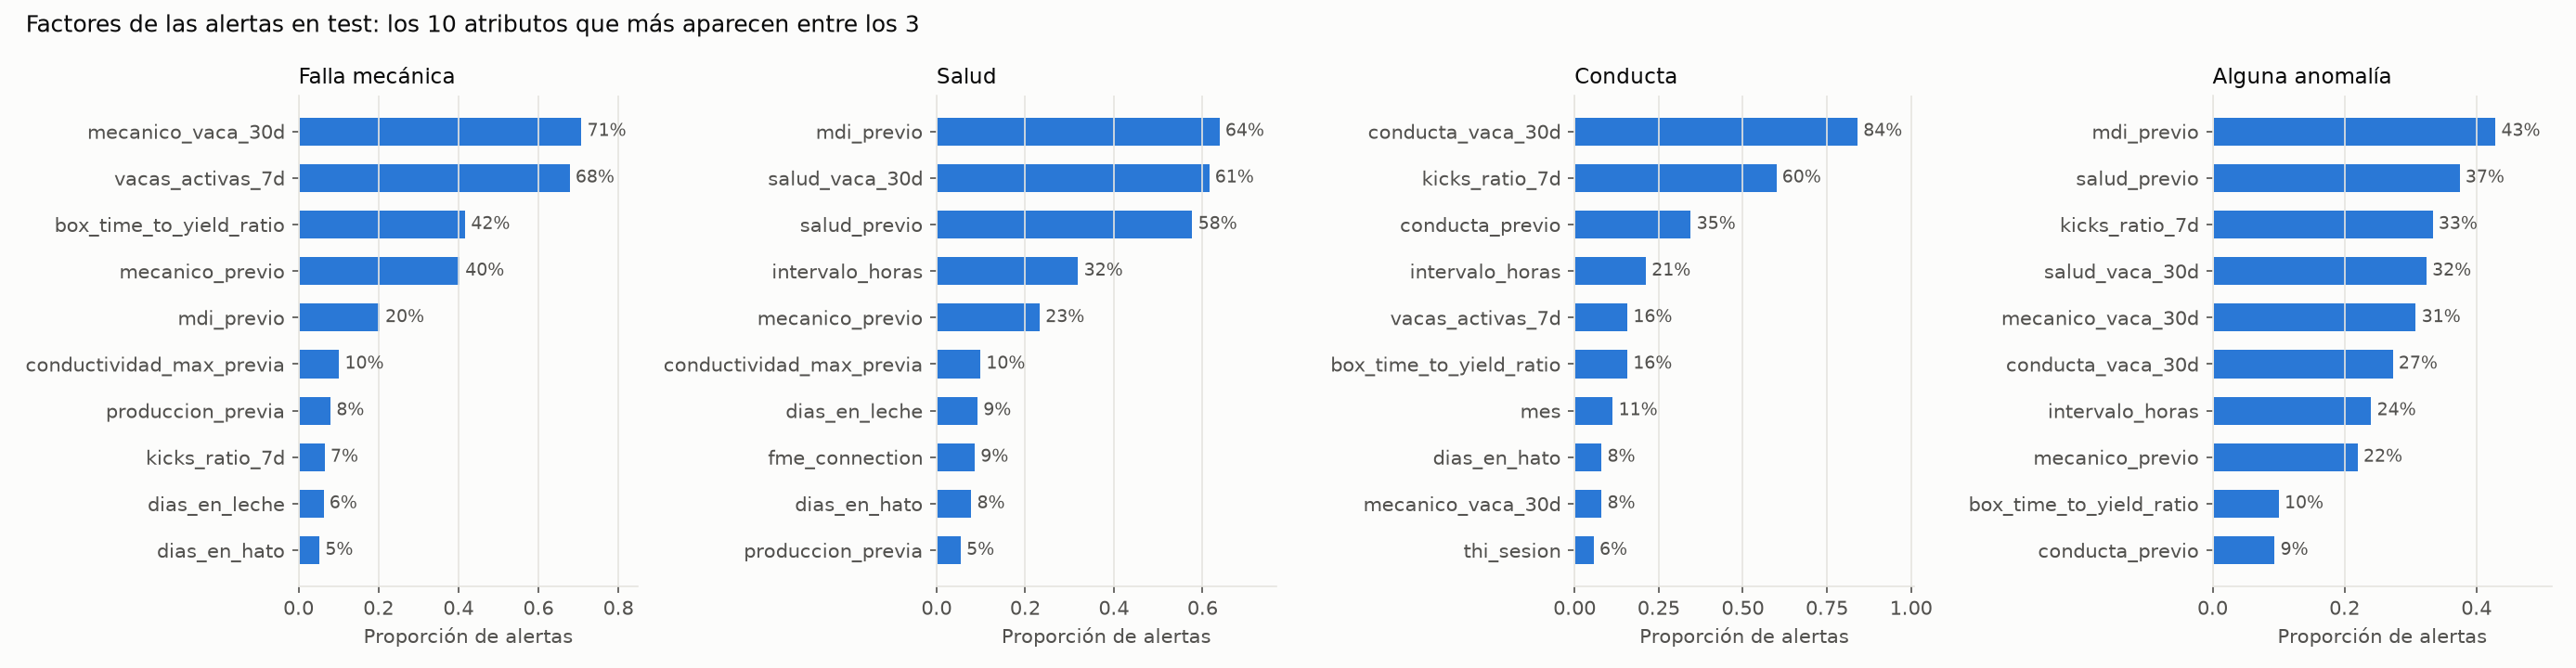 Factores de las alertas en test: los 10 atributos que más aparecen entre los 3
Falla mecánica
mecanico_vaca_30d 71%
vacas_activas_7d 68%
box_time_to_yield_ratio 42%
mecanico_previo 40%
mdi_previo 20%
conductividad_max_previa 10%
produccion_previa 8%
kicks_ratio_7d 7%
dias_en_leche 6%
dias_en_hato 5%
0.0 0.2 0.4 0.6 0.8
Proporción de alertas
Salud
mdi_previo 64%
salud_vaca_30d 61%
salud_previo 58%
intervalo_horas 32%
mecanico_previo 23%
conductividad_max_previa 10%
dias_en_leche 9%
fme_connection 9%
dias_en_hato 8%
produccion_previa 5%
0.0 0.2 0.4 0.6
Proporción de alertas
Conducta
conducta_vaca_30d 84%
kicks_ratio_7d 60%
conducta_previo 35%
intervalo_horas 21%
vacas_activas_7d 16%
box_time_to_yield_ratio 16%
mes 11%
dias_en_hato 8%
mecanico_vaca_30d 8%
thi_sesion 6%
0.00 0.25 0.50 0.75 1.00
Proporción de alertas
Alguna anomalía
mdi_previo 43%
salud_previo 37%
kicks_ratio_7d 33%
salud_vaca_30d 32%
mecanico_vaca_30d 31%
conducta_vaca_30d 27%
intervalo_horas 24%
mecanico_previo 22%
box_time_to_yield_ratio 10%
conducta_previo 9%
0.0 0.2 0.4
Proporción de alertas